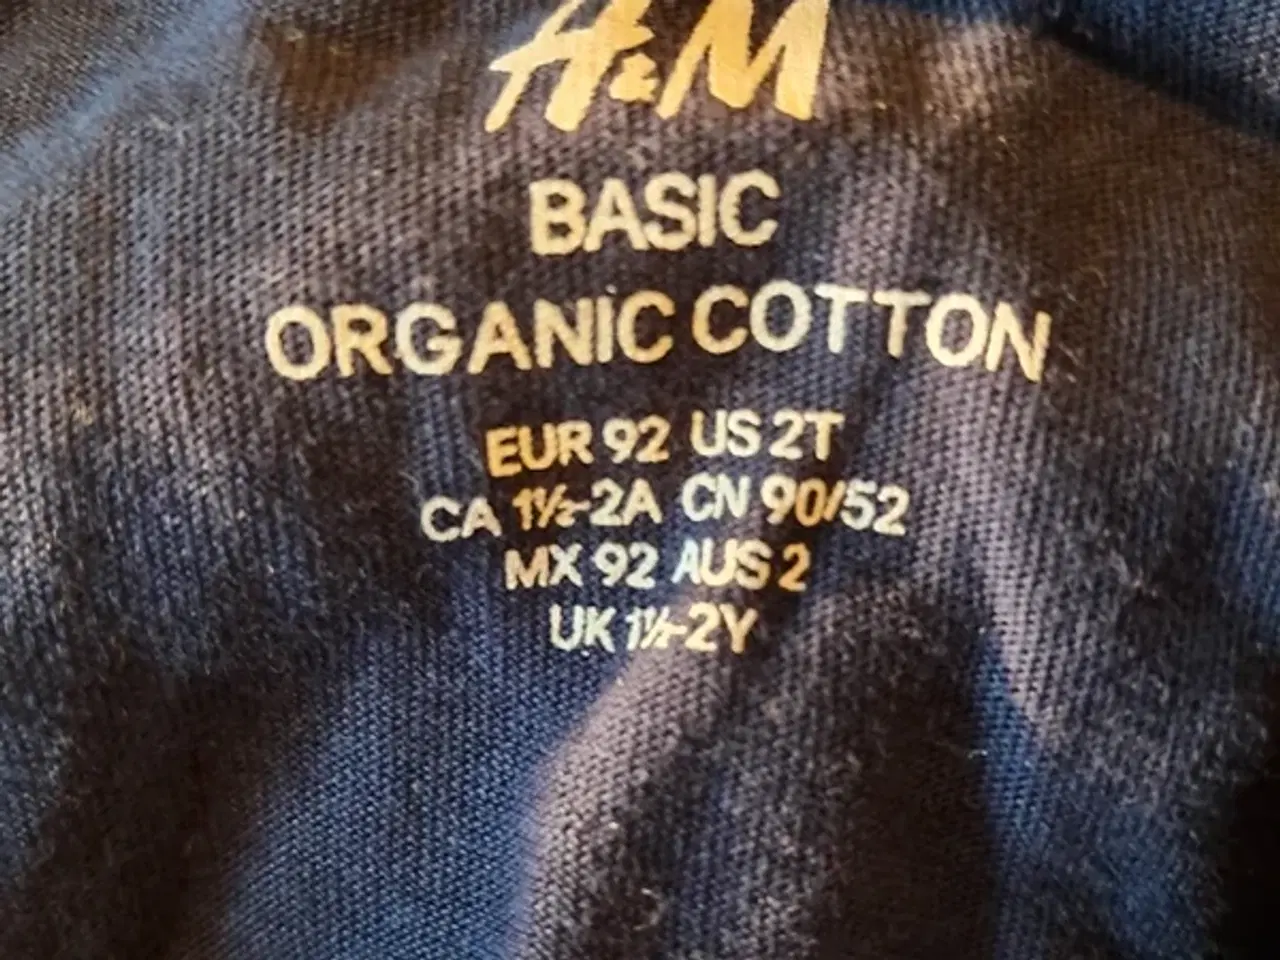 H&M
BASIC
ORGANIC COTTON
EUR 92 US 2T
CA 1½-2A CN 90/52
MX 92 AUS 2
UK 1½-2Y